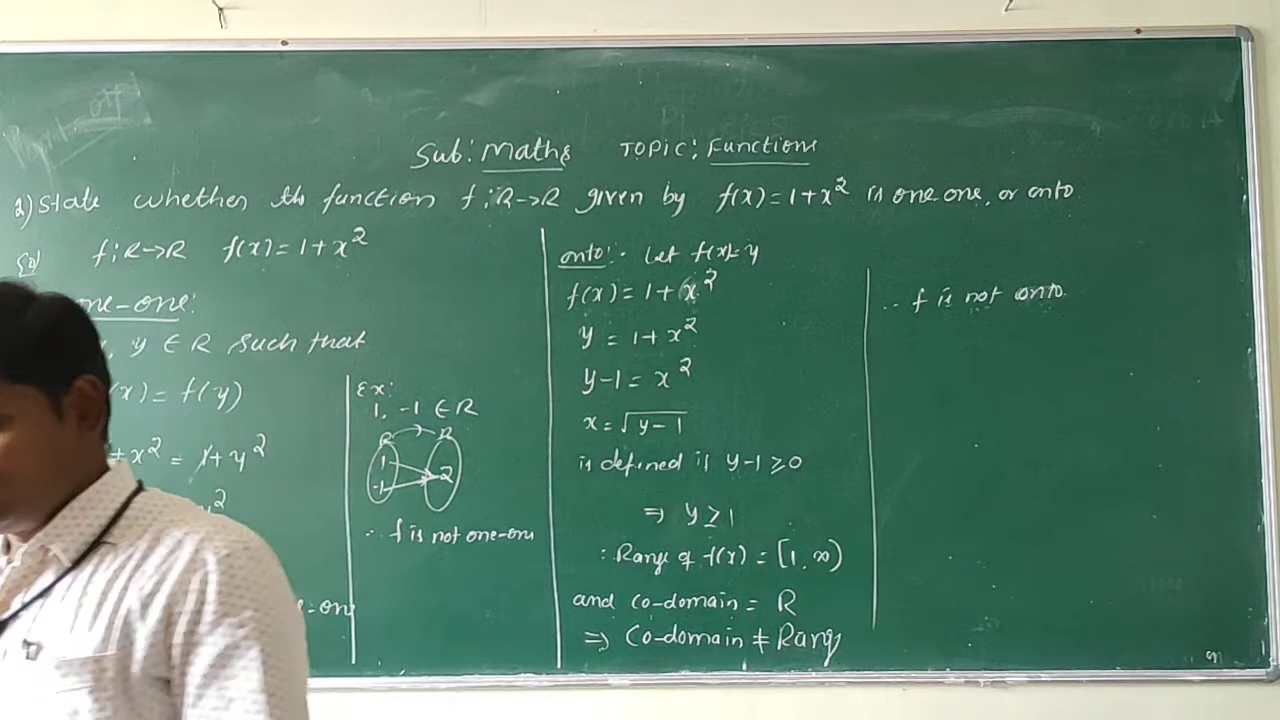 Sub: Maths TOPIC: Functions
2) State whether the function f: R→R given by f(x) = 1+x² is one one, or onto
f: R→R f(x) = 1+x²
one-one:
, y ∈ R such that
(x) = f(y)
+x² = 1+y²
Ex:
1, -1 ∈ R
R R
1
-1 2
∴ f is not one-one
onto:- Let f(x)=y
f(x) = 1+x²
y = 1+x²
y-1 = x²
x = √y-1
is defined is y-1 ≥ 0
⇒ y ≥ 1
∴ Range of f(x) = [1, ∞)
and Co-domain = R
⇒ Co-domain ≠ Range
∴ f is not onto.